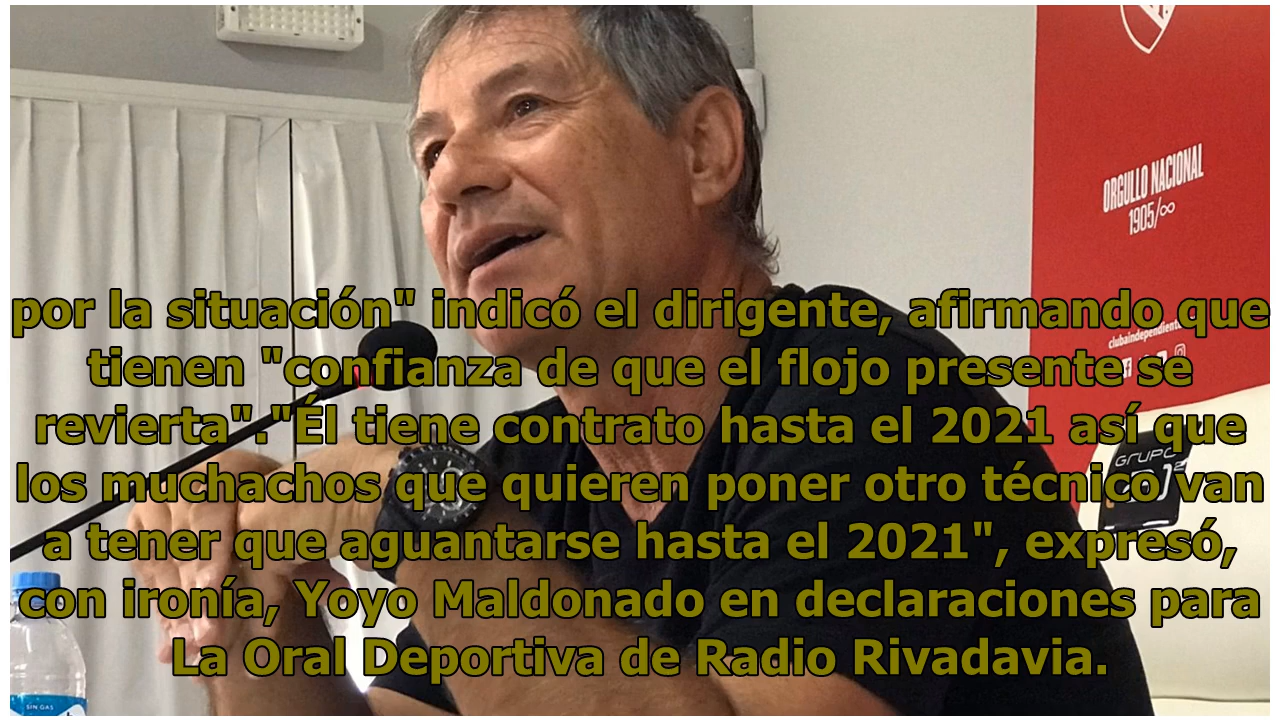 ORGULLO NACIONAL
1905/∞
por la situación" indicó el dirigente, afirmando que
tienen "confianza de que el flojo presente se
revierta"."Él tiene contrato hasta el 2021 así que
los muchachos que quieren poner otro técnico van
a tener que aguantarse hasta el 2021", expresó,
con ironía, Yoyo Maldonado en declaraciones para
La Oral Deportiva de Radio Rivadavia.
clubaindependiente
GRUPO
SIN GAS